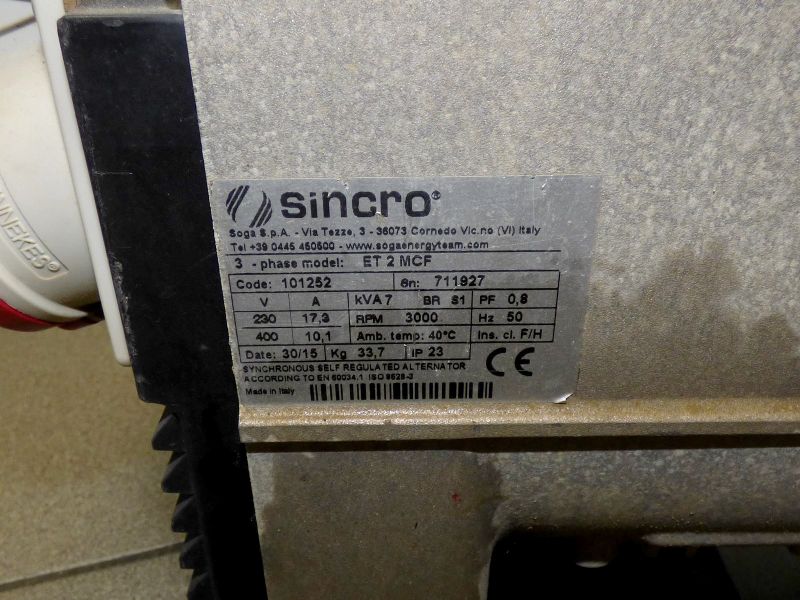 NNEKES®
sincro®
Soga S.p.A. - Via Tezze, 3 - 36073 Cornedo Vic.no (VI) Italy
Tel +39 0445 450500 - www.sogaenergyteam.com
3 - phase model: ET 2 MCF
Code: 101252 Sn: 711927
V A kVA 7 BR S1 PF 0,8
230 17,3 RPM 3000 Hz 50
400 10,1 Amb. temp: 40°C Ins. cl. F/H
Date: 30/15 Kg 33,7 IP 23
CE
SYNCHRONOUS SELF REGULATED ALTERNATOR
ACCORDING TO EN 60034.1 ISO 8528-3
Made in Italy